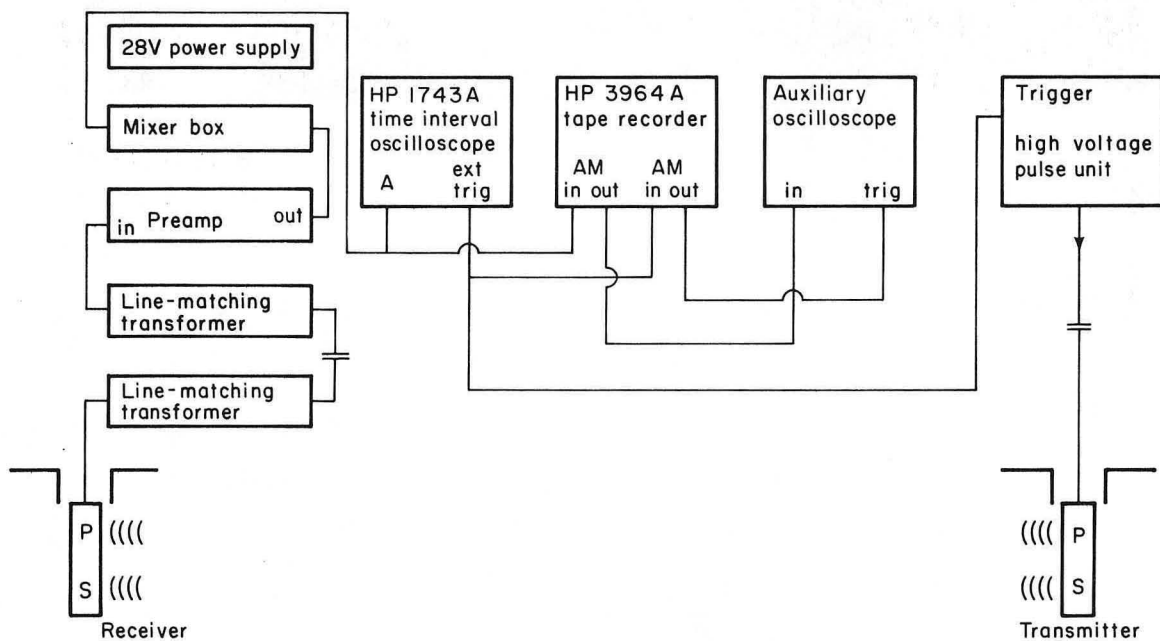 28V power supply
Mixer box
in Preamp out
Line-matching
transformer
Line-matching
transformer
HP 1743A
time interval
oscilloscope
ext
A trig
HP 3964A
tape recorder
AM AM
in out in out
Auxiliary
oscilloscope
in trig
Trigger
high voltage
pulse unit
P
S
Receiver
P
S
Transmitter